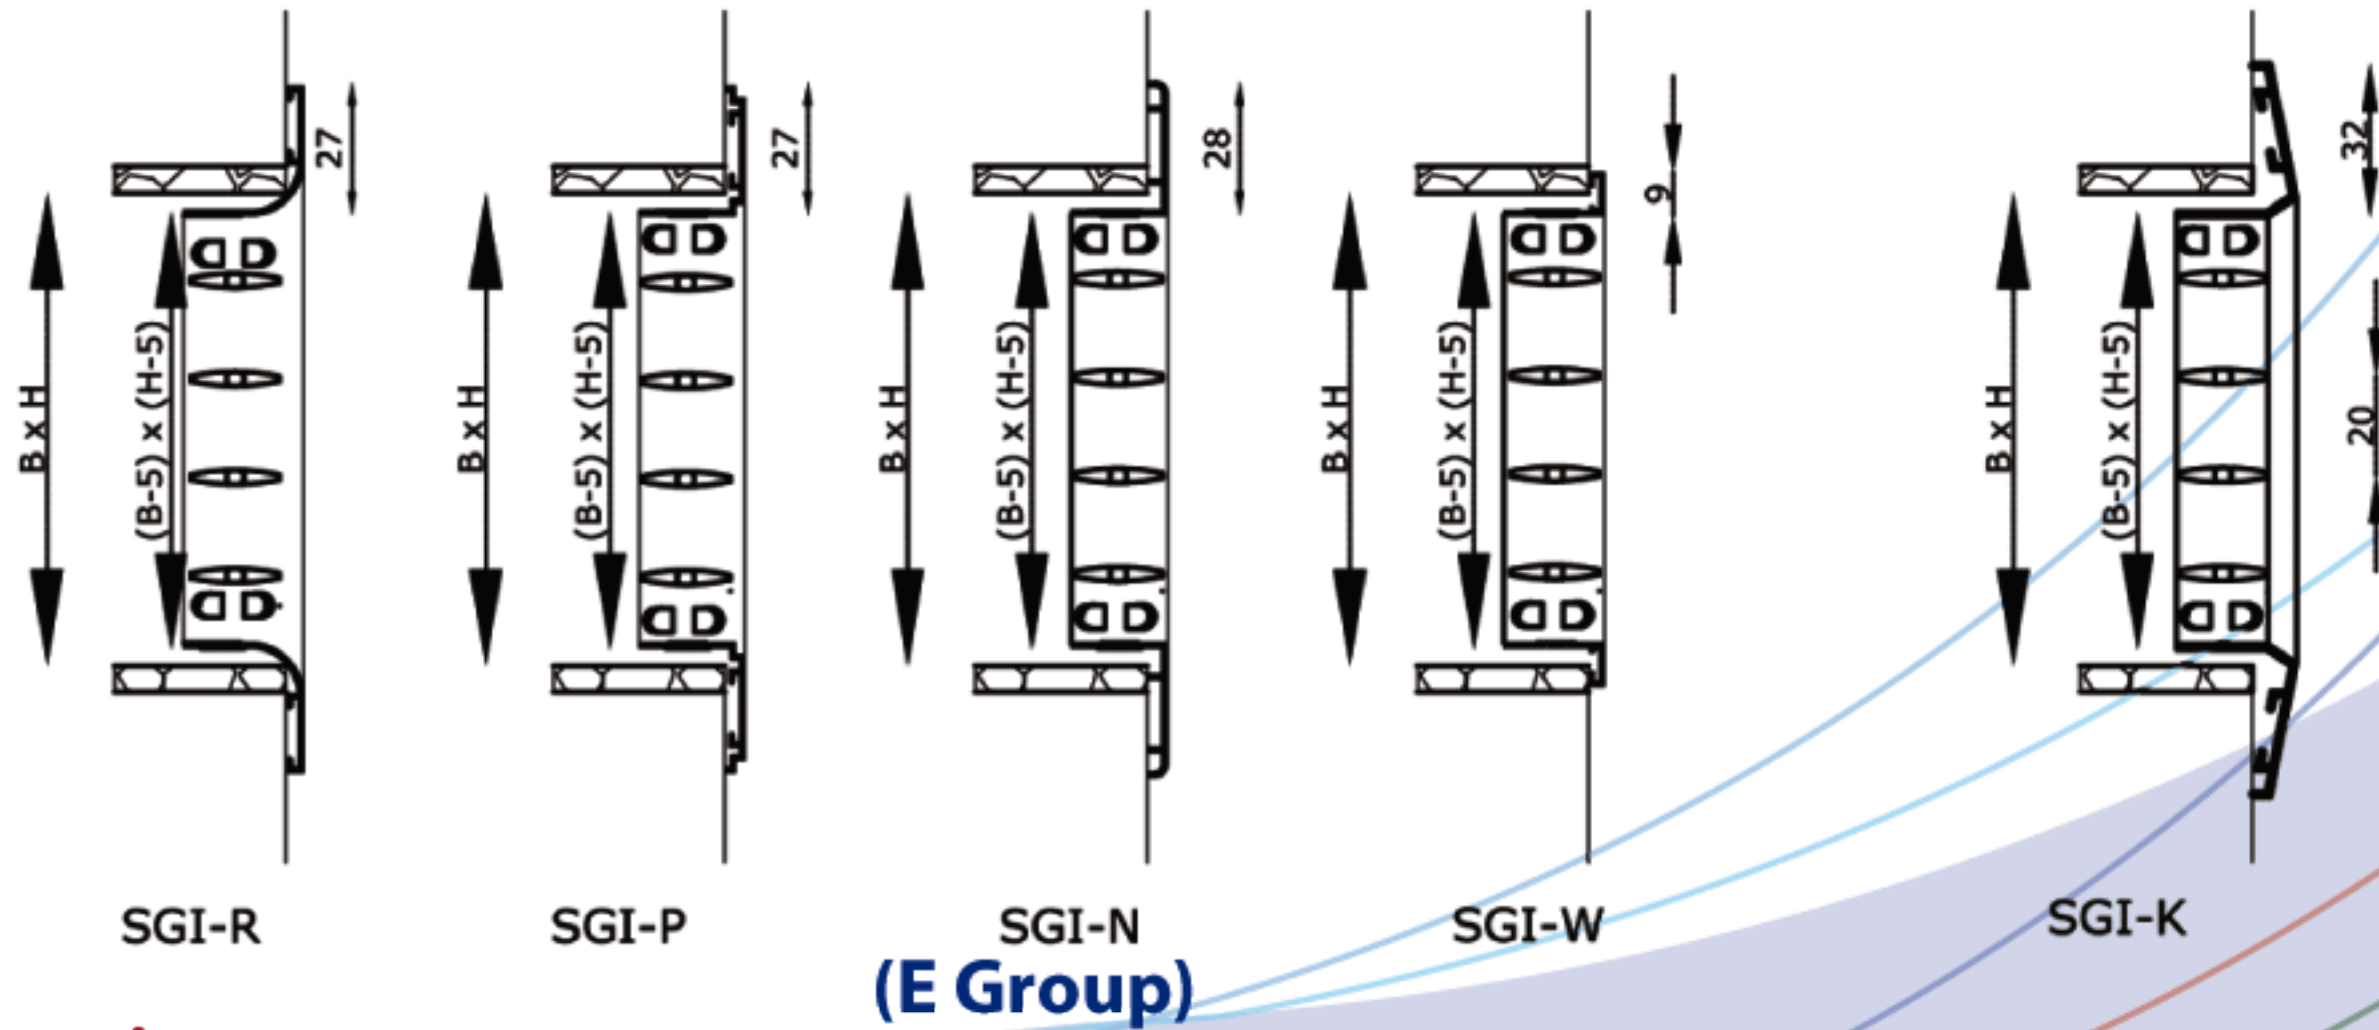 27
B x H
(B-5) x (H-5)
SGI-R
27
B x H
(B-5) x (H-5)
SGI-P
28
B x H
(B-5) x (H-5)
SGI-N
9
B x H
(B-5) x (H-5)
SGI-W
32
B x H
(B-5) x (H-5)
20
SGI-K
(E Group)